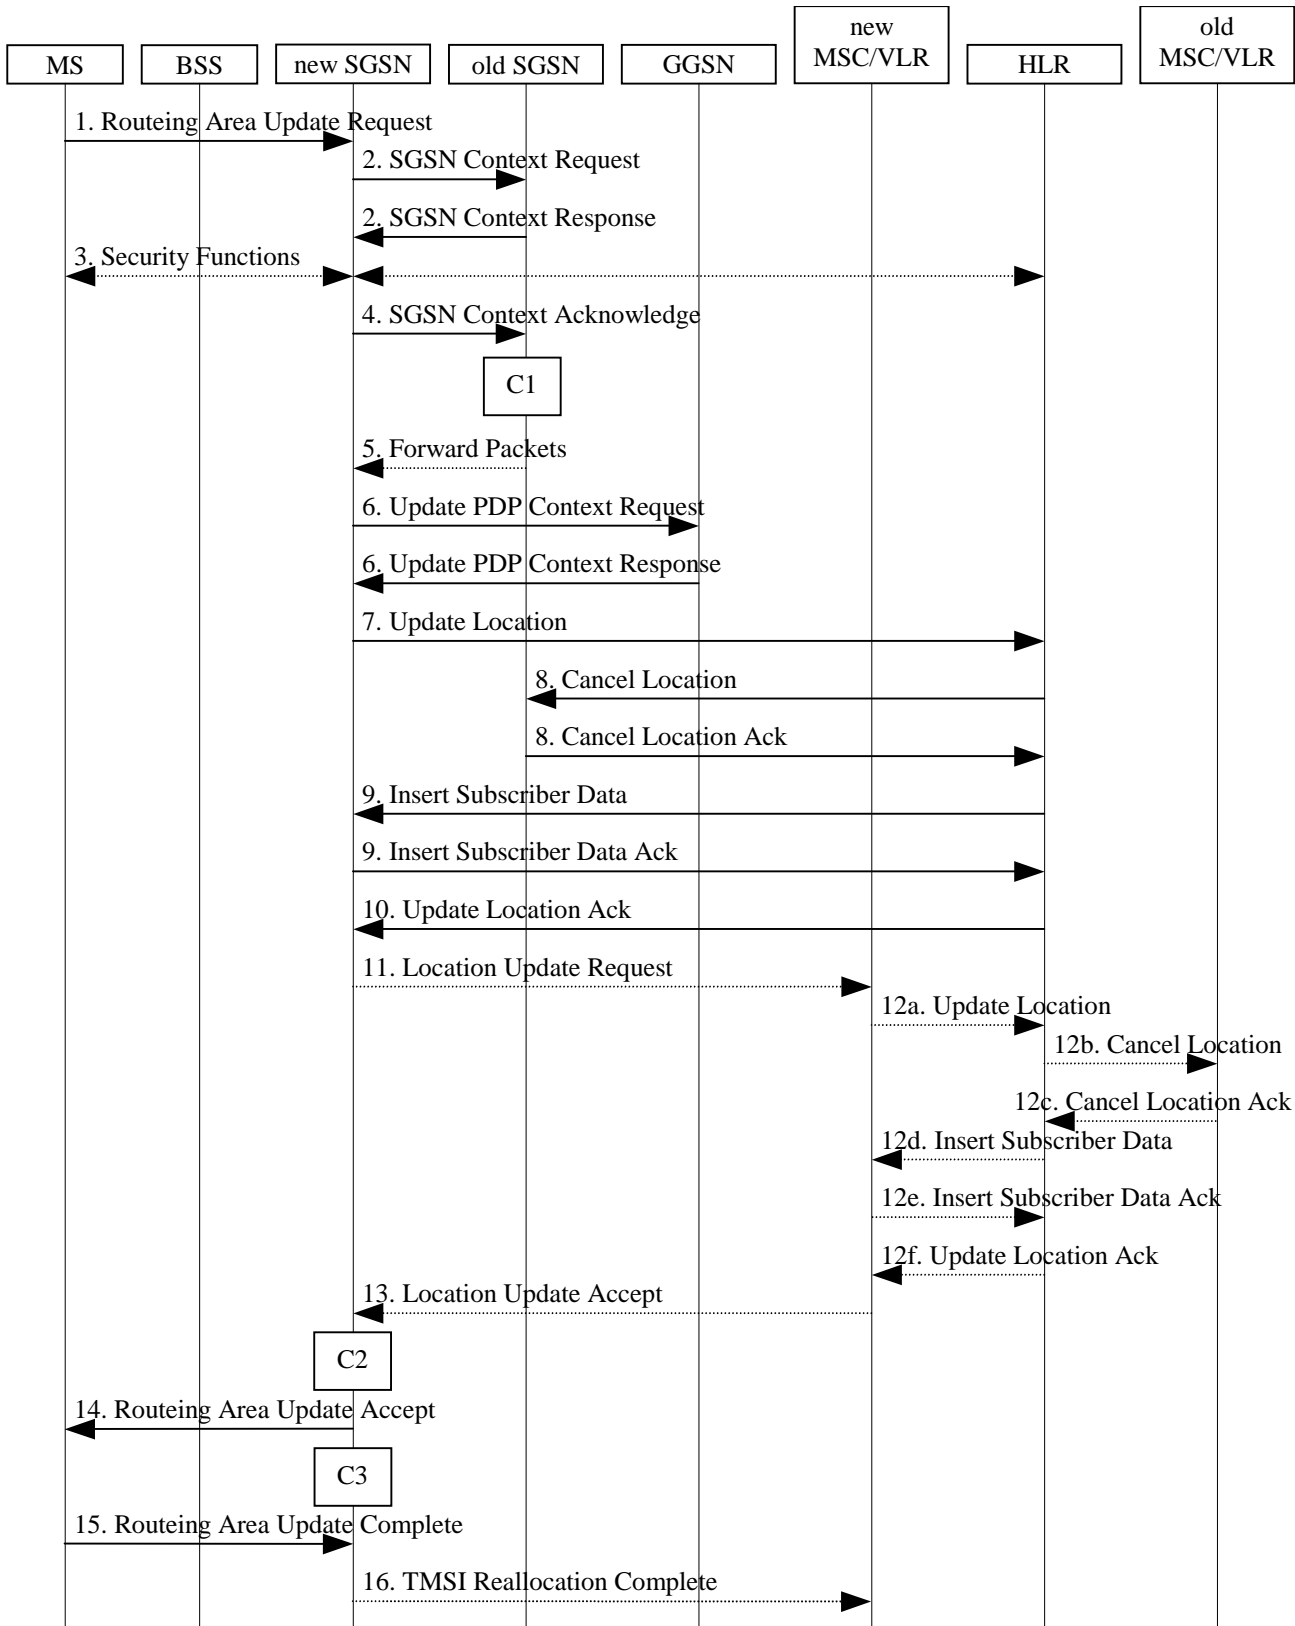 new
MSC/VLR
old
MSC/VLR
MS
BSS
new SGSN
old SGSN
GGSN
HLR
1. Routeing Area Update Request
2. SGSN Context Request
2. SGSN Context Response
3. Security Functions
4. SGSN Context Acknowledge
C1
5. Forward Packets
6. Update PDP Context Request
6. Update PDP Context Response
7. Update Location
8. Cancel Location
8. Cancel Location Ack
9. Insert Subscriber Data
9. Insert Subscriber Data Ack
10. Update Location Ack
11. Location Update Request
12a. Update Location
12b. Cancel Location
12c. Cancel Location Ack
12d. Insert Subscriber Data
12e. Insert Subscriber Data Ack
12f. Update Location Ack
13. Location Update Accept
C2
14. Routeing Area Update Accept
C3
15. Routeing Area Update Complete
16. TMSI Reallocation Complete